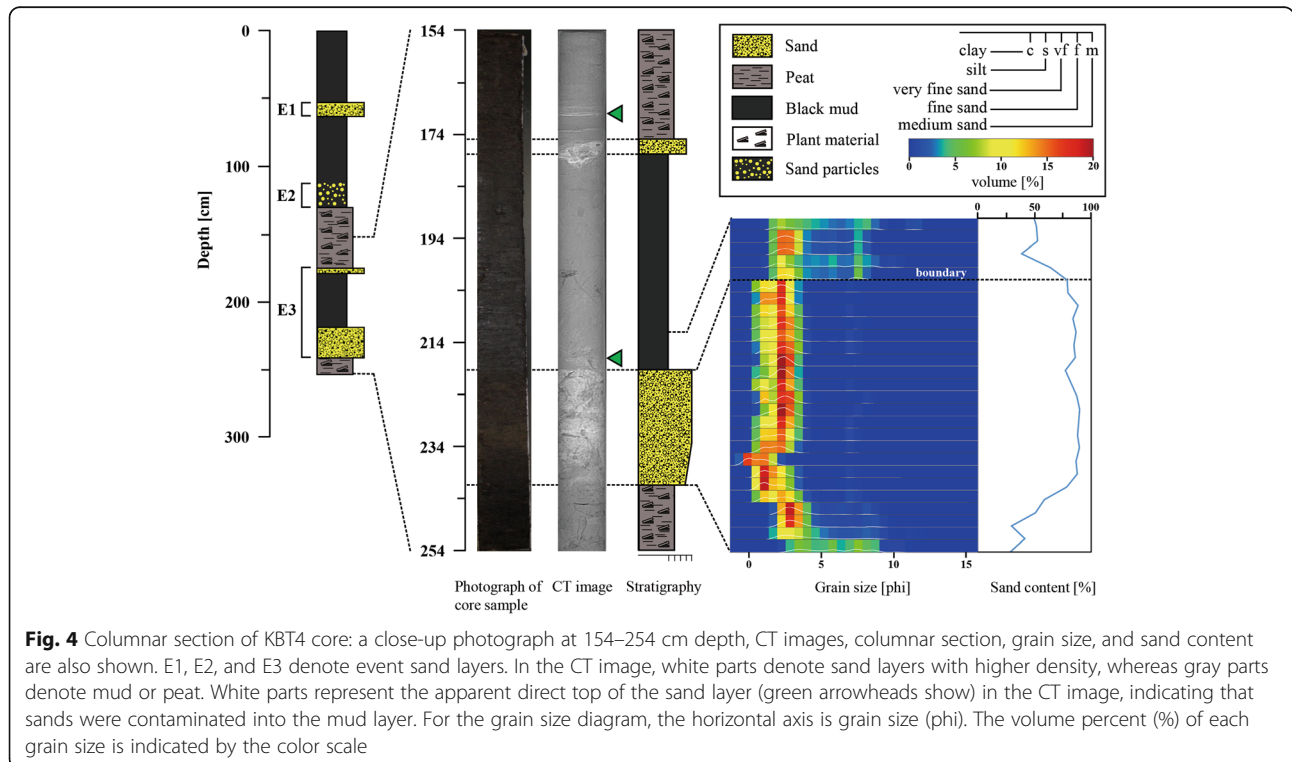 0
100
200
300
Depth [cm]
E1
E2
E3
154
174
194
214
234
254
Photograph of
core sample
CT image
Stratigraphy
Sand
Peat
Black mud
Plant material
Sand particles
clay
c s vf f m
silt
very fine sand
fine sand
medium sand
0 5 10 15 20
volume [%]
0 50 100
boundary
0 5 10 15
Grain size [phi]
Sand content [%]
Fig. 4 Columnar section of KBT4 core: a close-up photograph at 154–254 cm depth, CT images, columnar section, grain size, and sand content
are also shown. E1, E2, and E3 denote event sand layers. In the CT image, white parts denote sand layers with higher density, whereas gray parts
denote mud or peat. White parts represent the apparent direct top of the sand layer (green arrowheads show) in the CT image, indicating that
sands were contaminated into the mud layer. For the grain size diagram, the horizontal axis is grain size (phi). The volume percent (%) of each
grain size is indicated by the color scale